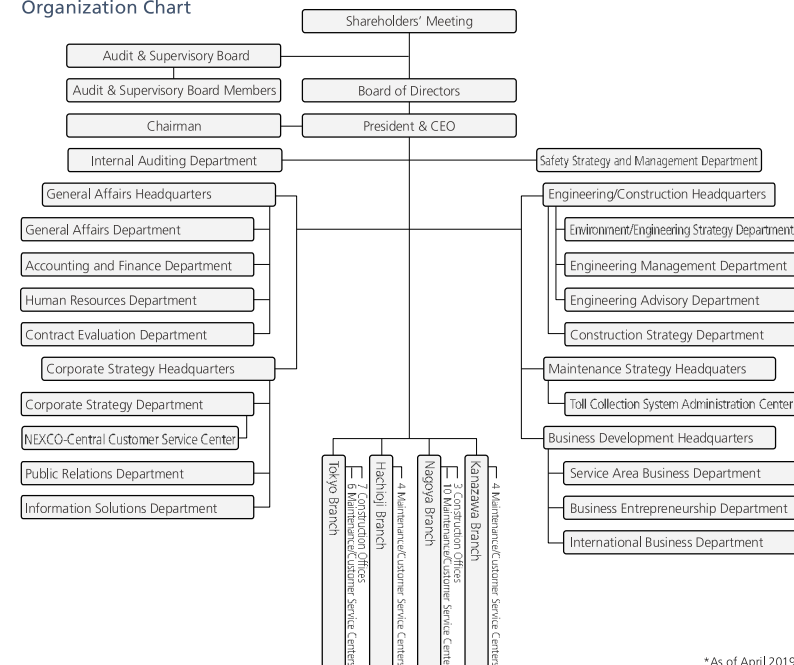 Organization Chart
Shareholders' Meeting
Audit & Supervisory Board
Audit & Supervisory Board Members
Board of Directors
Chairman
President & CEO
Internal Auditing Department
Safety Strategy and Management Department
General Affairs Headquarters
General Affairs Department
Accounting and Finance Department
Human Resources Department
Contract Evaluation Department
Corporate Strategy Headquarters
Corporate Strategy Department
NEXCO-Central Customer Service Center
Public Relations Department
Information Solutions Department
Engineering/Construction Headquarters
Environment/Engineering Strategy Department
Engineering Management Department
Engineering Advisory Department
Construction Strategy Department
Maintenance Strategy Headquaters
Toll Collection System Administration Center
Business Development Headquarters
Service Area Business Department
Business Entrepreneurship Department
International Business Department
Tokyo Branch
7 Construction Offices
6 Maintenance/Customer Service Centers
Hachioji Branch
4 Maintenance/Customer Service Centers
Nagoya Branch
3 Construction Offices
10 Maintenance/Customer Service Cente
Kanazawa Branch
4 Maintenance/Customer Service Centers
*As of April 2019